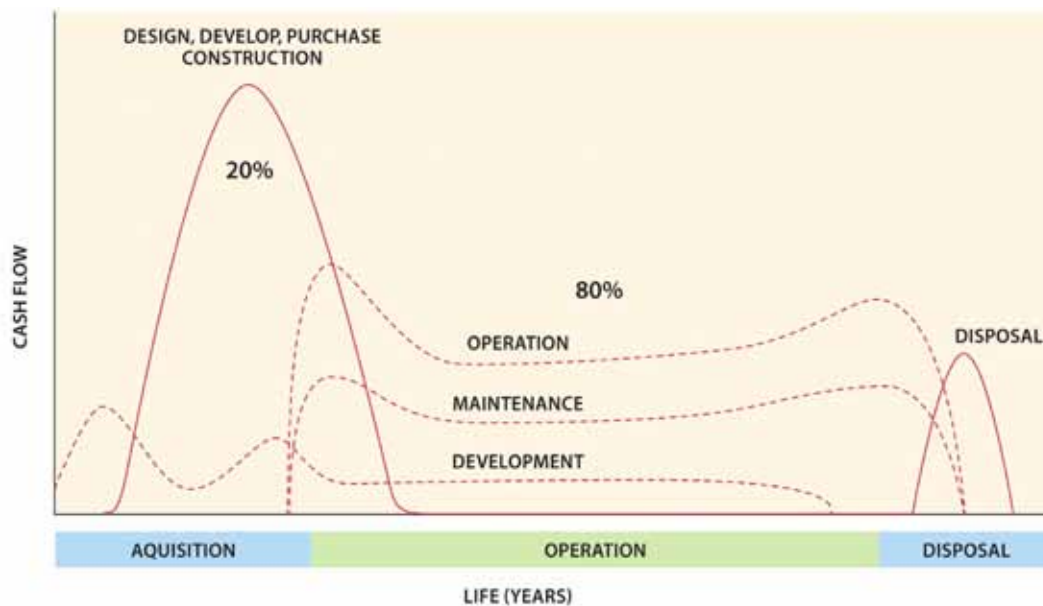 DESIGN, DEVELOP, PURCHASE
CONSTRUCTION
20%
80%
OPERATION
DISPOSAL
MAINTENANCE
DEVELOPMENT
CASH FLOW
AQUISITION
OPERATION
DISPOSAL
LIFE (YEARS)